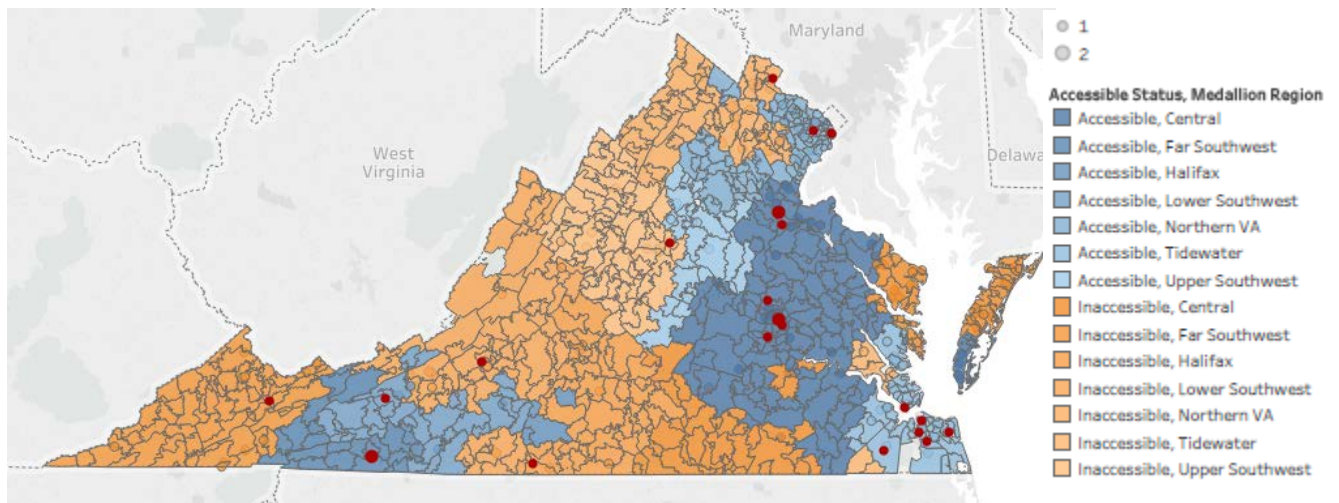 Maryland
West
Virginia
Delawa
1
2
Accessible Status, Medallion Region
Accessible, Central
Accessible, Far Southwest
Accessible, Halifax
Accessible, Lower Southwest
Accessible, Northern VA
Accessible, Tidewater
Accessible, Upper Southwest
Inaccessible, Central
Inaccessible, Far Southwest
Inaccessible, Halifax
Inaccessible, Lower Southwest
Inaccessible, Northern VA
Inaccessible, Tidewater
Inaccessible, Upper Southwest